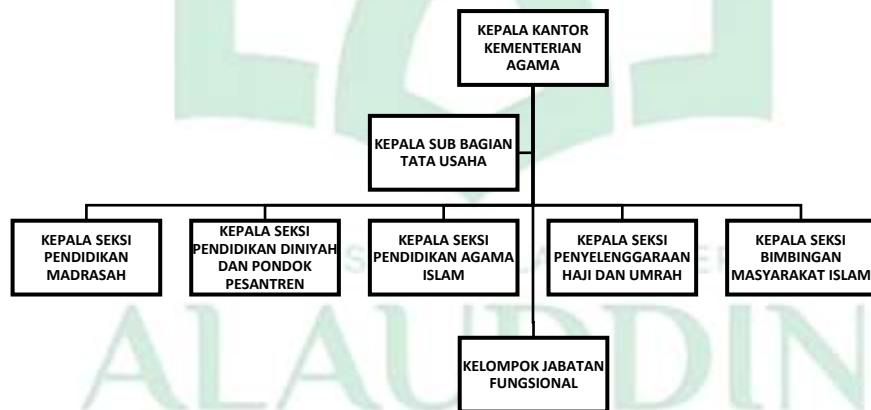 KEPALA KANTOR
KEMENTERIAN
AGAMA
KEPALA SUB BAGIAN
TATA USAHA
KEPALA SEKSI
PENDIDIKAN
MADRASAH
KEPALA SEKSI
PENDIDIKAN DINIYAH
DAN PONDOK
PESANTREN
KEPALA SEKSI
PENDIDIKAN AGAMA
ISLAM
KEPALA SEKSI
PENYELENGGARAAN
HAJI DAN UMRAH
KEPALA SEKSI
BIMBINGAN
MASYARAKAT ISLAM
KELOMPOK JABATAN
FUNGSIONAL
ALAUDDIN